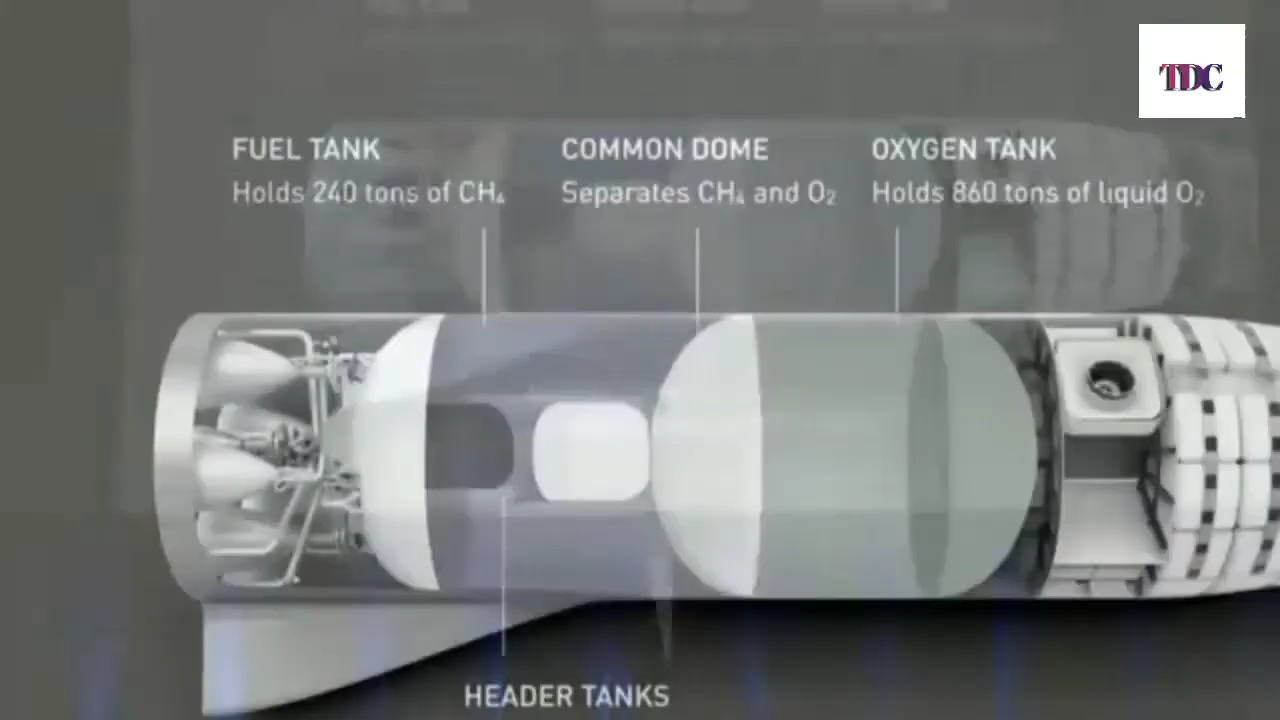 TDC
FUEL TANK
Holds 240 tons of CH₄
COMMON DOME
Separates CH₄ and O₂
OXYGEN TANK
Holds 860 tons of liquid O₂
HEADER TANKS